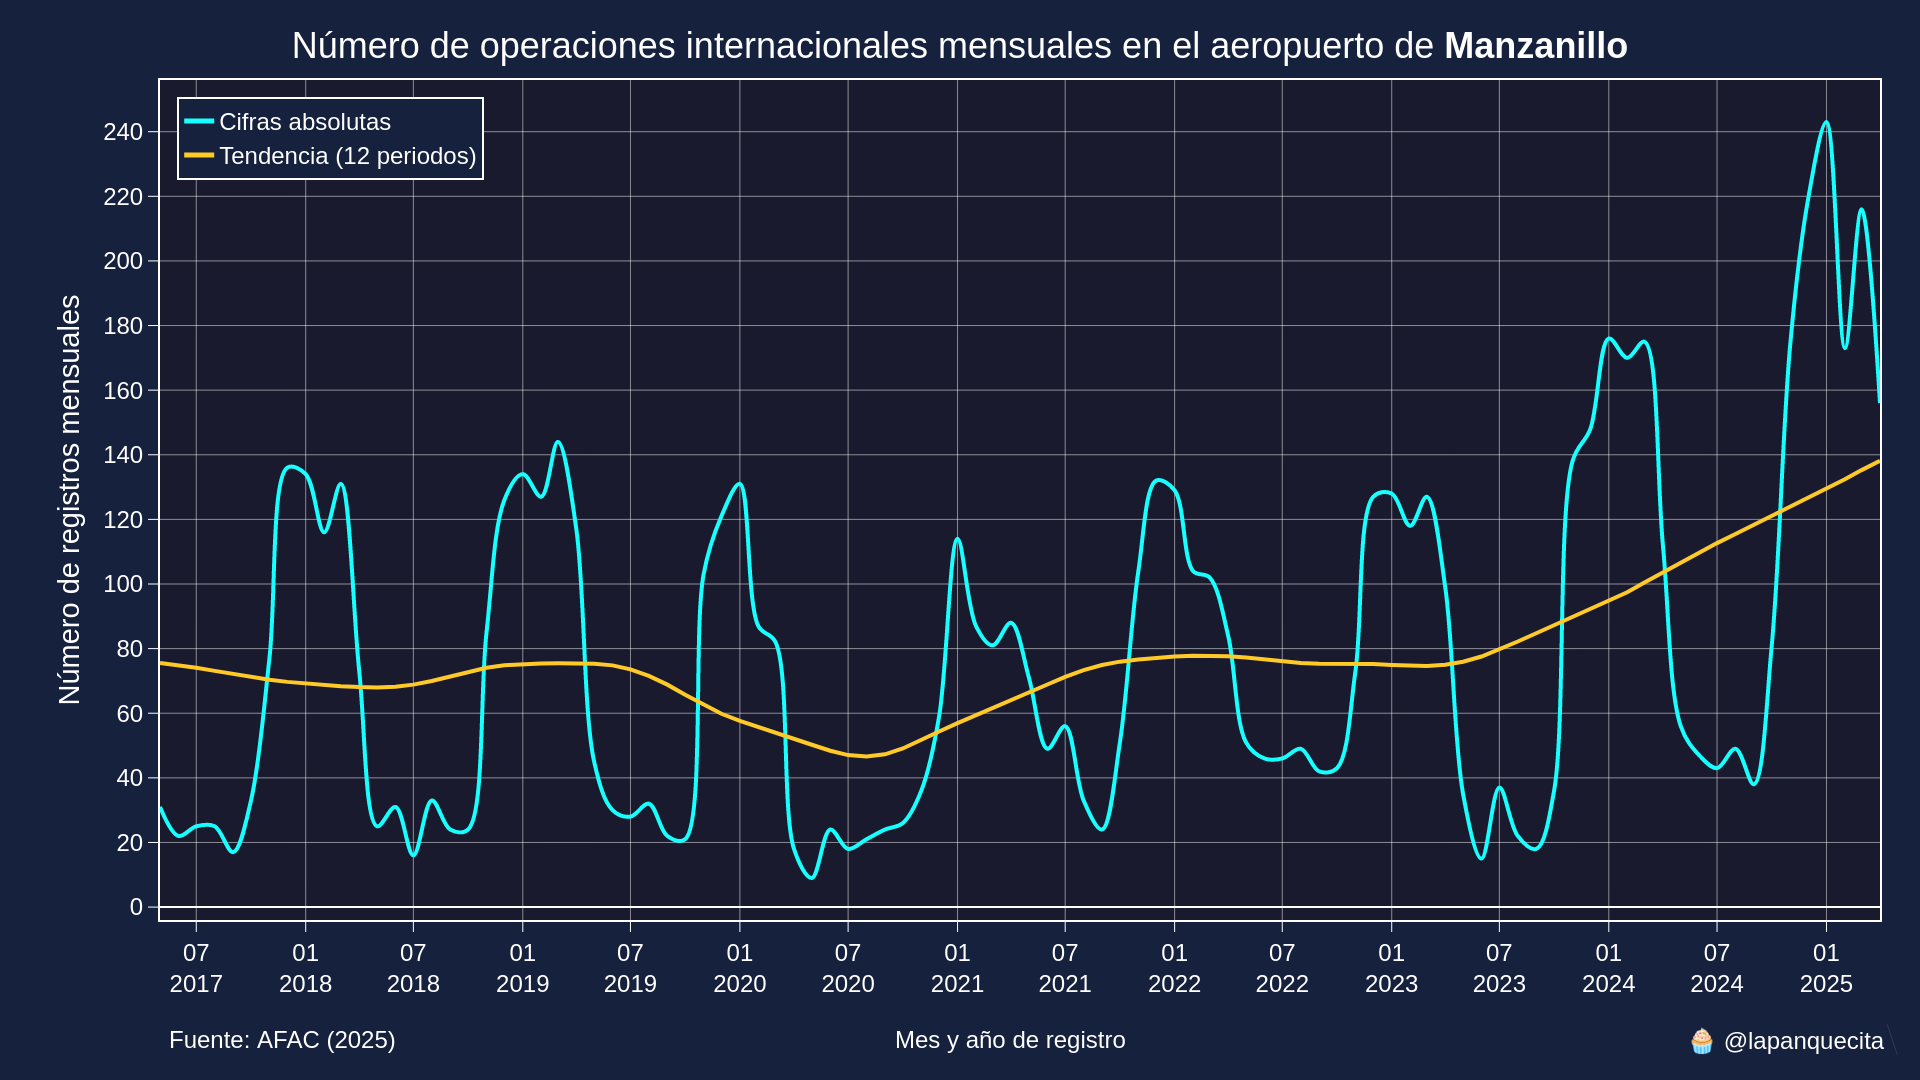 Número de operaciones internacionales mensuales en el aeropuerto de Manzanillo
Cifras absolutas
Tendencia (12 periodos)
Número de registros mensuales
240
220
200
180
160
140
120
100
80
60
40
20
0
07 01 07 01 07 01 07 01 07 01 07 01 07 01 07 01
2017 2018 2018 2019 2019 2020 2020 2021 2021 2022 2022 2023 2023 2024 2024 2025
Fuente: AFAC (2025) Mes y año de registro 🧁 @lapanquecita